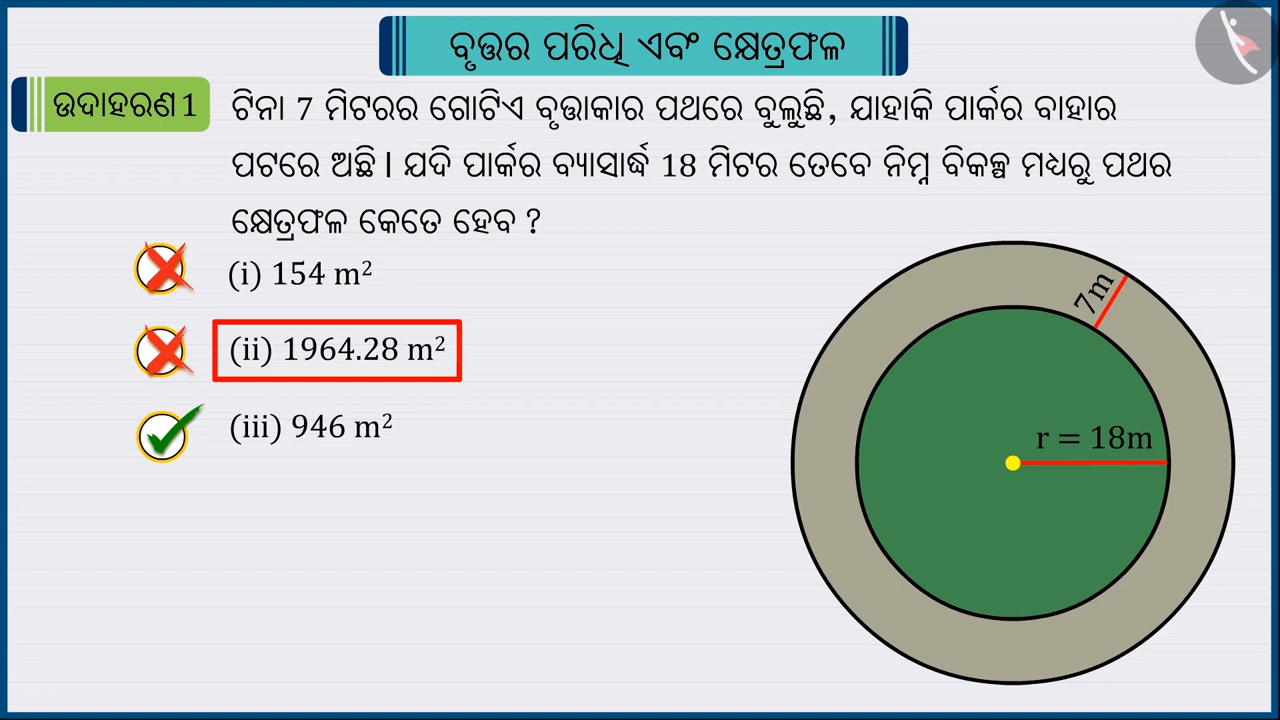 ବୃତ୍ତର ପରିଧି ଏବଂ କ୍ଷେତ୍ରଫଳ
ଉଦାହରଣ 1
ଟିନା 7 ମିଟରର ଗୋଟିଏ ବୃତ୍ତାକାର ପଥରେ ବୁଲୁଛି, ଯାହାକି ପାର୍କର ବାହାର
ପଟରେ ଅଛି। ଯଦି ପାର୍କର ବ୍ୟାସାର୍ଦ୍ଧ 18 ମିଟର ତେବେ ନିମ୍ନ ବିକଳ୍ପ ମଧ୍ୟରୁ ପଥର
କ୍ଷେତ୍ରଫଳ କେତେ ହେବ ?
(i) 154 m²
(ii) 1964.28 m²
(iii) 946 m²
7m
r = 18m